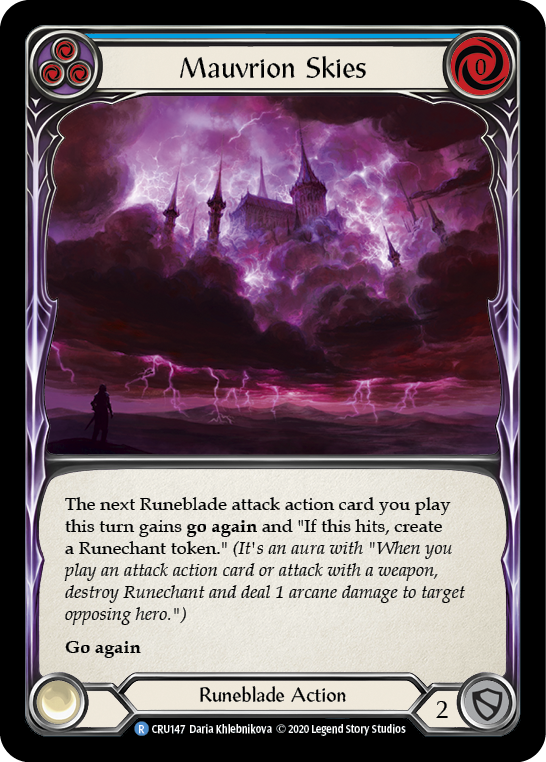 Mauvrion Skies
0
The next Runeblade attack action card you play
this turn gains go again and "If this hits, create
a Runechant token." (It's an aura with "When you
play an attack action card or attack with a weapon,
destroy Runechant and deal 1 arcane damage to target
opposing hero.")
Go again
Runeblade Action
2
R CRU147 Daria Khlebnikova © 2020 Legend Story Studios